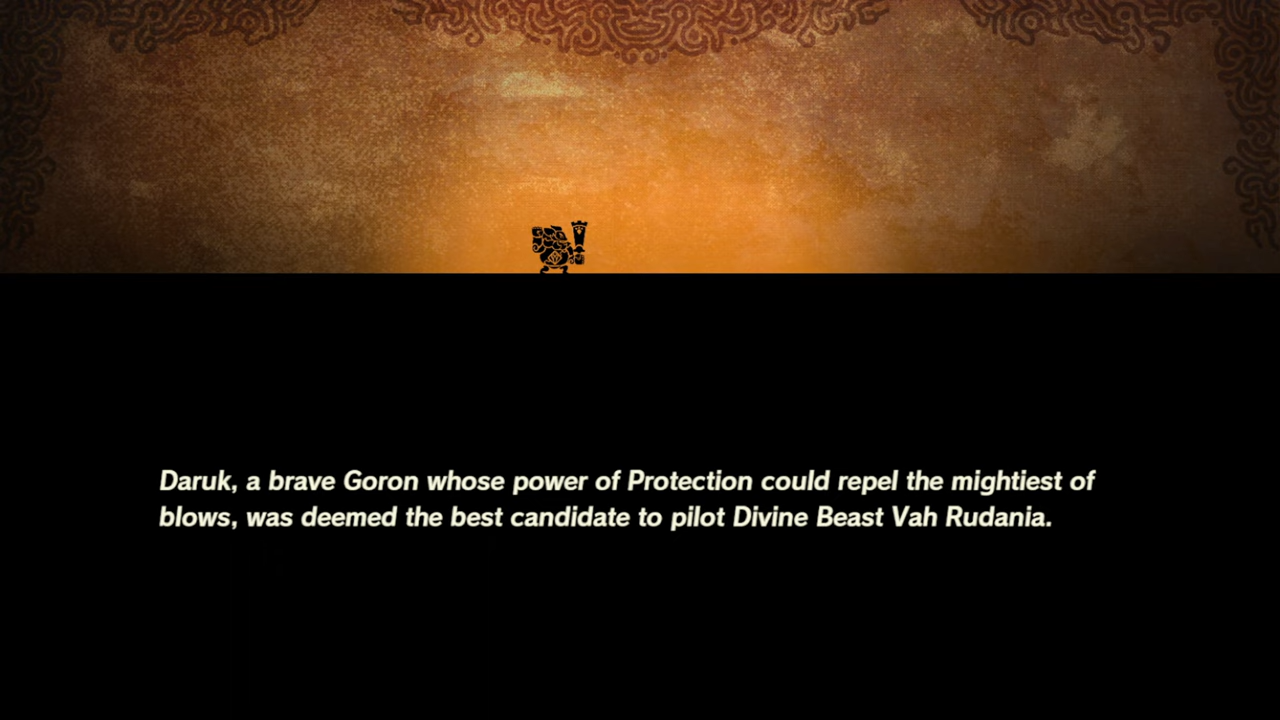 Daruk, a brave Goron whose power of Protection could repel the mightiest of
blows, was deemed the best candidate to pilot Divine Beast Vah Rudania.